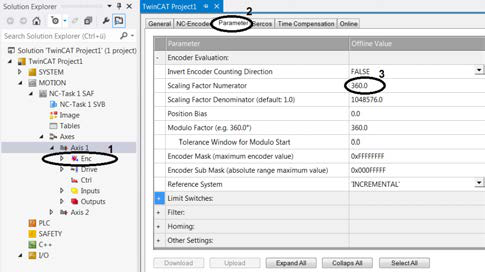 TwinCAT Project1
2
General
NC-Encoder
Parameter
Sercos
Time Compensation
Online
Solution Explorer
Search Solution Explorer (Ctrl+
Solution 'TwinCAT Project1' (1 project)
TwinCAT Project1
SYSTEM
MOTION
NC-Task 1 SAF
NC-Task 1 SVB
Image
Tables
Axes
Axis 1
1
Enc
Drive
Ctrl
Inputs
Outputs
Axis 2
PLC
SAFETY
C++
I/O
Parameter
Offline Value
- Encoder Evaluation:
Invert Encoder Counting Direction
FALSE
3
Scaling Factor Numerator
360.0
Scaling Factor Denominator (default: 1.0)
1048576.0
Position Bias
0.0
Modulo Factor (e.g. 360.0°)
360.0
Tolerance Window for Modulo Start
0.0
Encoder Mask (maximum encoder value)
0xFFFFFFFF
Encoder Sub Mask (absolute range maximum value)
0x000FFFFF
Reference System
'INCREMENTAL'
+ Limit Switches:
+ Filter:
+ Homing:
+ Other Settings:
Download
Upload
Expand All
Collaps All
Select All